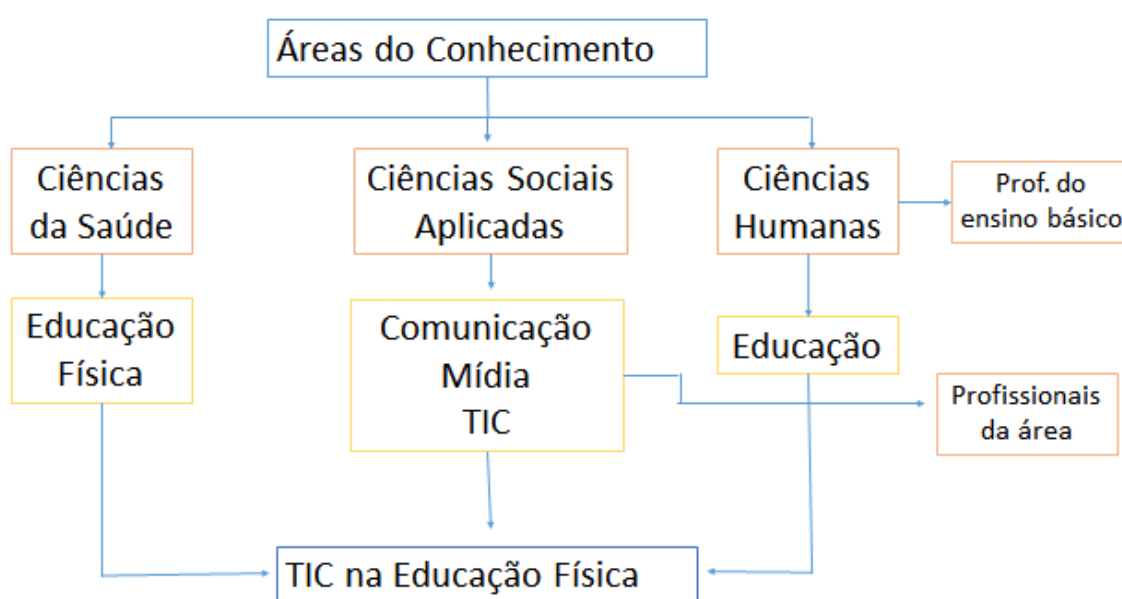 Áreas do Conhecimento
Ciências
da Saúde
Ciências Sociais
Aplicadas
Ciências
Humanas
Prof. do
ensino básico
Educação
Física
Comunicação
Mídia
TIC
Educação
Profissionais
da área
TIC na Educação Física